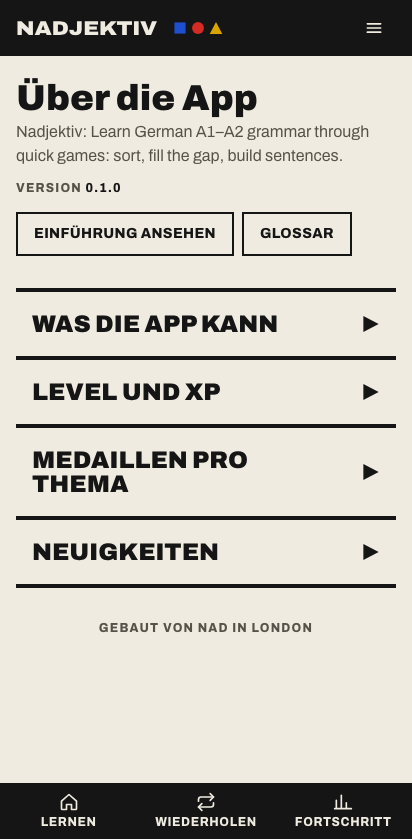 NADJEKTIV
Über die App
Nadjektiv: Learn German A1–A2 grammar through
quick games: sort, fill the gap, build sentences.
VERSION 0.1.0
EINFÜHRUNG ANSEHEN
GLOSSAR
WAS DIE APP KANN
LEVEL UND XP
MEDAILLEN PRO
THEMA
NEUIGKEITEN
GEBAUT VON NAD IN LONDON
LERNEN
WIEDERHOLEN
FORTSCHRITT